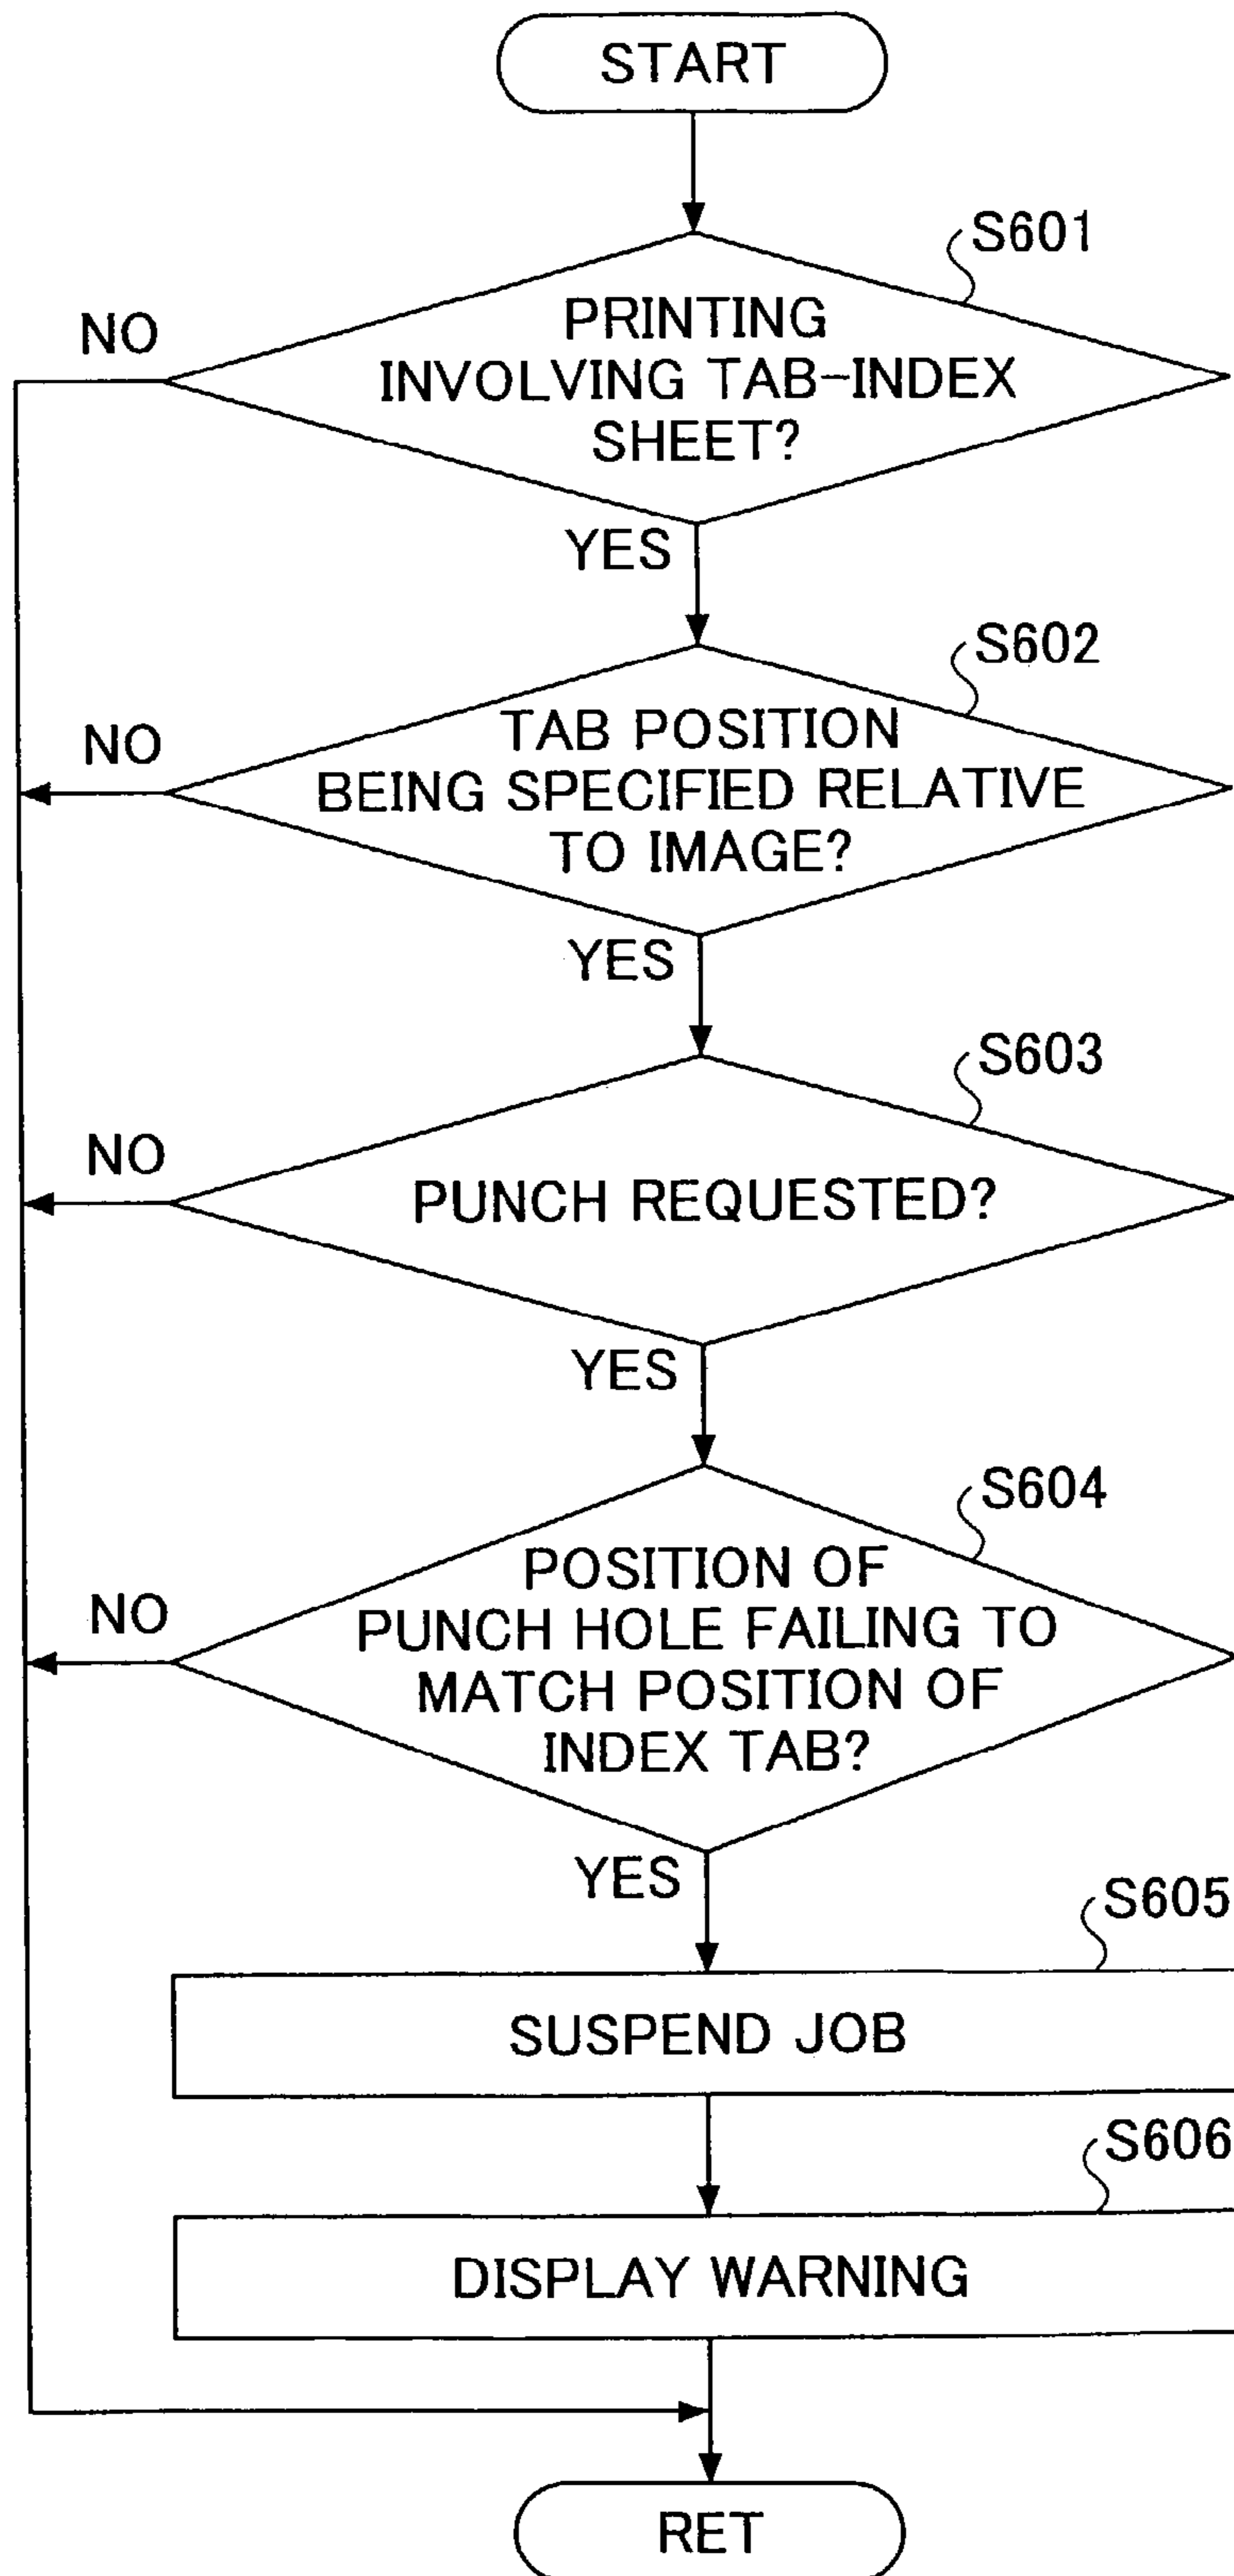 START
S601
PRINTING
INVOLVING TAB-INDEX
SHEET?
NO
YES
S602
TAB POSITION
BEING SPECIFIED RELATIVE
TO IMAGE?
NO
YES
S603
PUNCH REQUESTED?
NO
YES
S604
POSITION OF
PUNCH HOLE FAILING TO
MATCH POSITION OF
INDEX TAB?
NO
YES
S605
SUSPEND JOB
S606
DISPLAY WARNING
RET